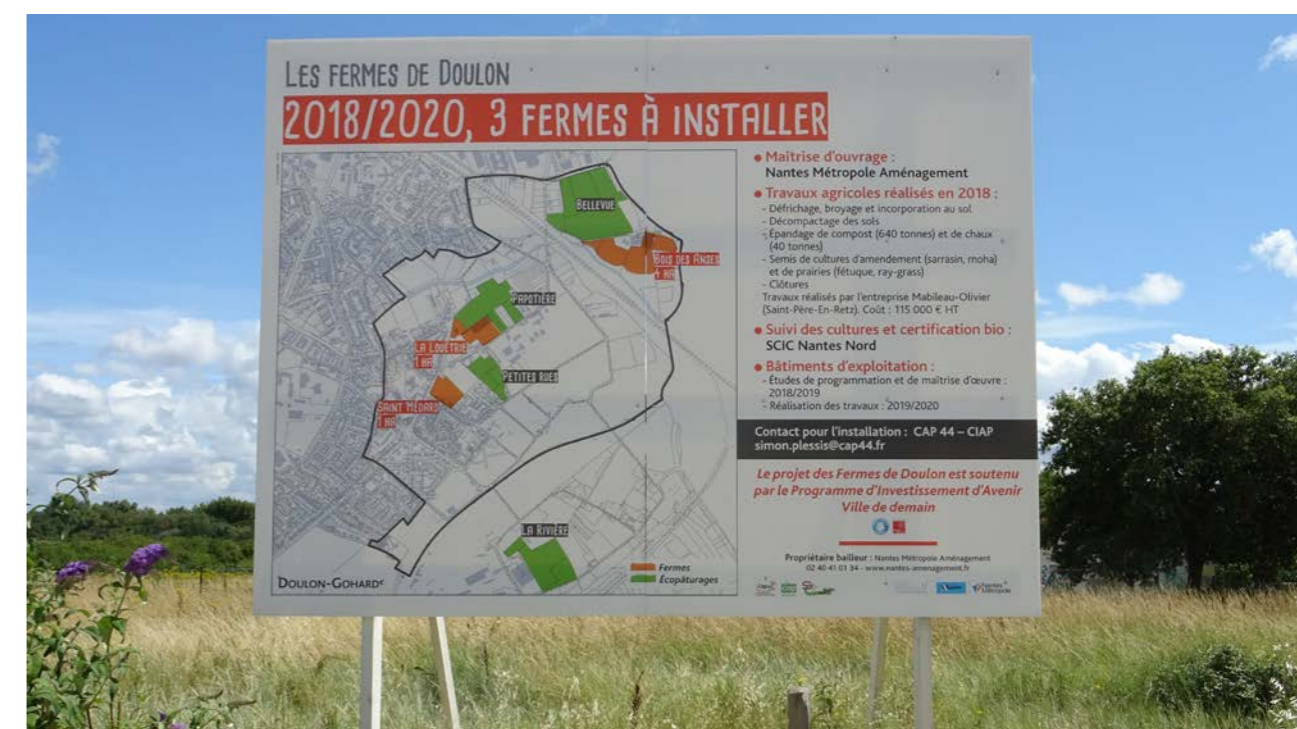 LES FERMES DE DOULON
2018/2020, 3 FERMES À INSTALLER
BELLEVUE
BOIS DES ANSES
4 HA
PAPOTIÈRE
LA LOUÊTRIE
1 HA
PETITES RUES
SAINT MÉDARD
1 HA
LA RIVIÈRE
Fermes
Écopâturages
DOULON-GOHARDS
• Maîtrise d'ouvrage :
Nantes Métropole Aménagement
• Travaux agricoles réalisés en 2018 :
- Défrichage, broyage et incorporation au sol
- Décompactage des sols
- Épandage de compost (640 tonnes) et de chaux
(40 tonnes)
- Semis de cultures d'amendement (sarrasin, moha)
et de prairies (fétuque, ray-grass)
- Clôtures
Travaux réalisés par l'entreprise Mabileau-Olivier
(Saint-Père-En-Retz). Coût : 115 000 € HT
• Suivi des cultures et certification bio :
SCIC Nantes Nord
• Bâtiments d'exploitation :
- Études de programmation et de maîtrise d'œuvre :
2018/2019
- Réalisation des travaux : 2019/2020
Contact pour l'installation : CAP 44 – CIAP
simon.plessis@cap44.fr
Le projet des Fermes de Doulon est soutenu
par le Programme d'Investissement d'Avenir
Ville de demain
Propriétaire bailleur : Nantes Métropole Aménagement
02 40 41 01 34 - www.nantes-amenagement.fr
Nantes
Métropole